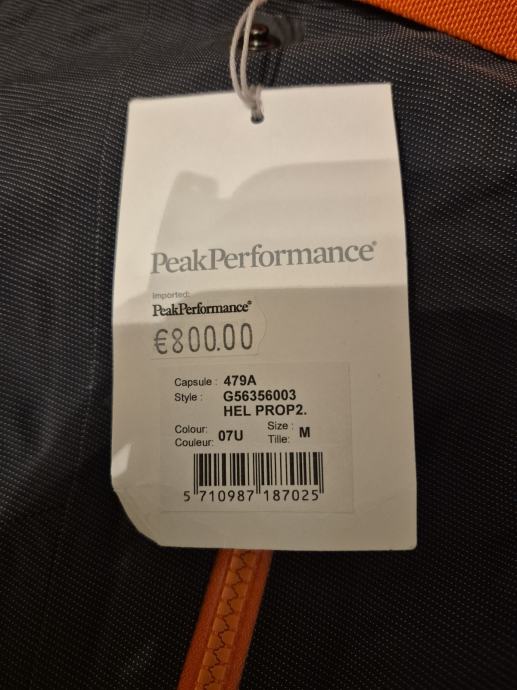 PeakPerformance®
Imported:
PeakPerformance®
€800.00
Capsule : 479A
Style : G56356003
HEL PROP2.
Colour: Size :
Couleur: 07U Tille: M
5 710987 187025